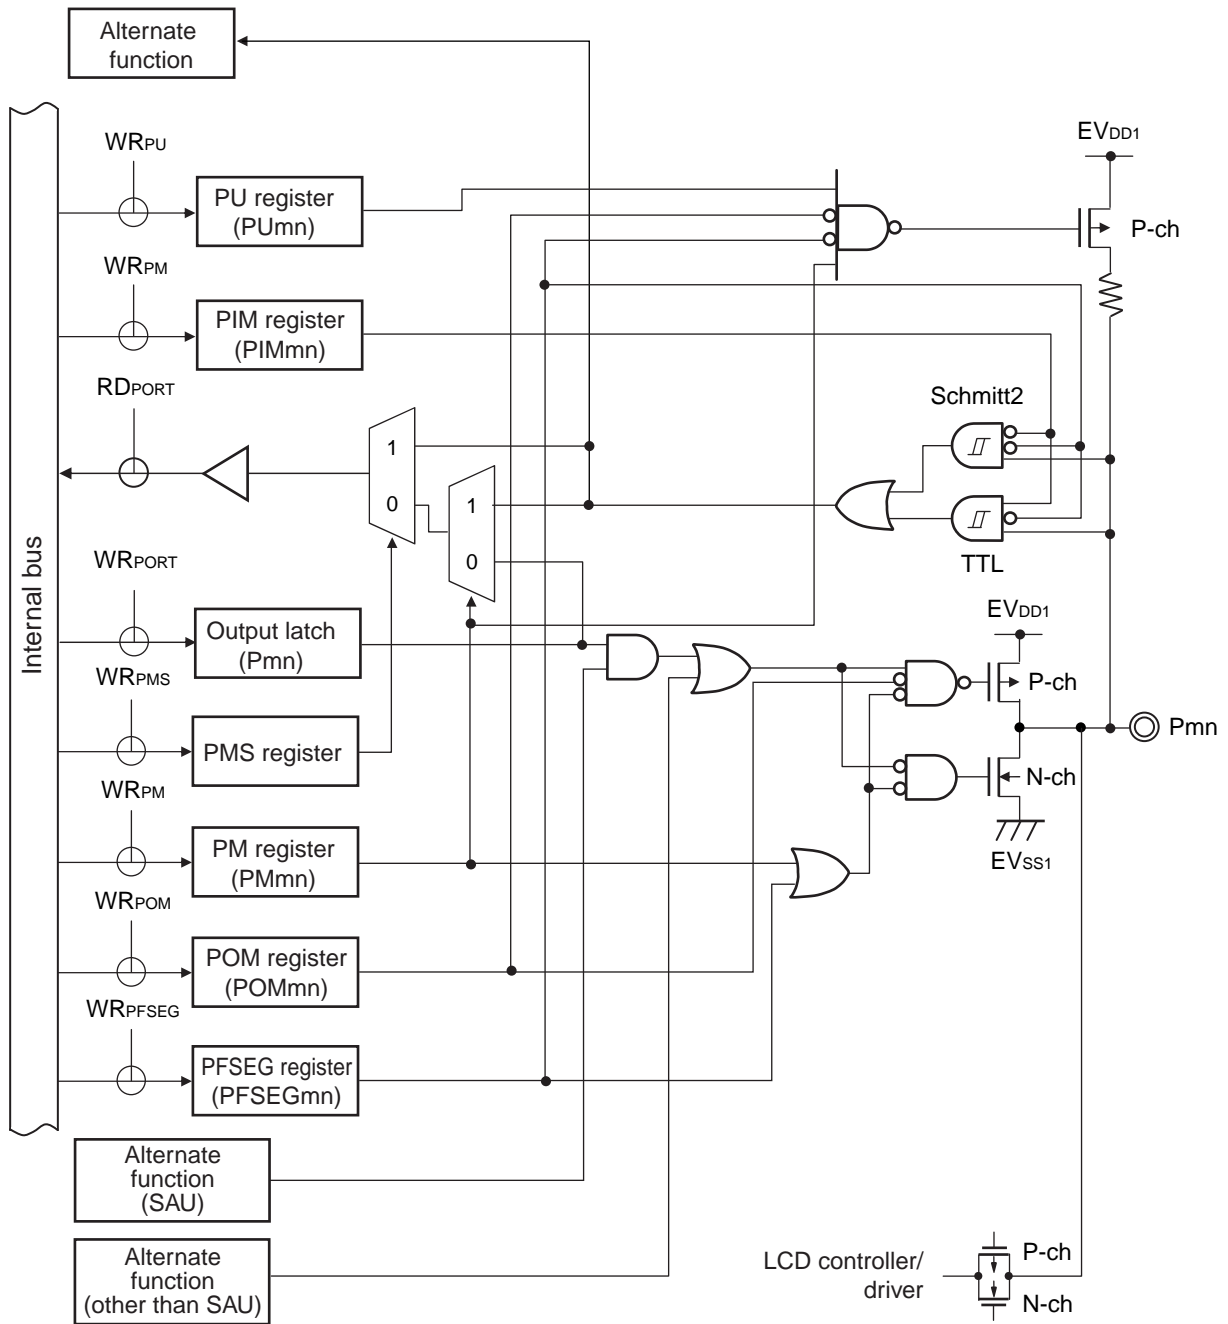 Alternate
function
WRPU
PU register
(PUmn)
EVDD1
P-ch
WRPM
PIM register
(PIMmn)
RDPORT
Schmitt2
1
0
1
0
TTL
Internal bus
WRPORT
Output latch
(Pmn)
EVDD1
P-ch
Pmn
WRPMS
PMS register
N-ch
EVSS1
WRPM
PM register
(PMmn)
WRPOM
POM register
(POMmn)
WRPFSEG
PFSEG register
(PFSEGmn)
Alternate
function
(SAU)
Alternate
function
(other than SAU)
LCD controller/
driver
P-ch
N-ch